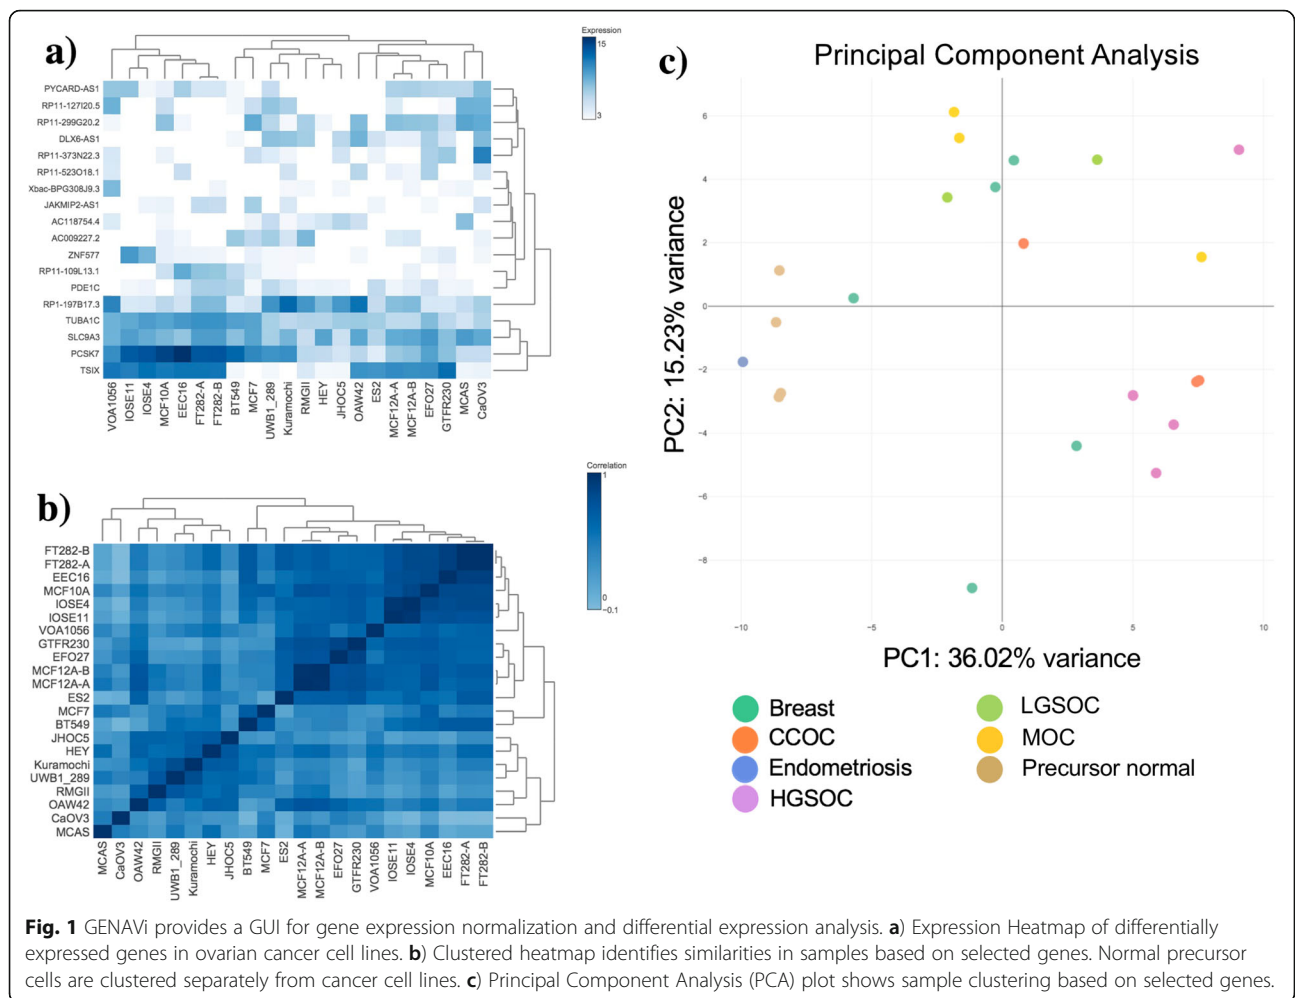 a)
Expression
15
3
PYCARD-AS1
RP11-127I20.5
RP11-299G20.2
DLX6-AS1
RP11-373N22.3
RP11-523O18.1
Xbac-BPG308J9.3
JAKMIP2-AS1
AC118754.4
AC009227.2
ZNF577
RP11-109L13.1
PDE1C
RP1-197B17.3
TUBA1C
SLC9A3
PCSK7
TSIX
VOA1056
IOSE11
IOSE4
MCF10A
EEC16
FT282-A
FT282-B
BT549
MCF7
UWB1_289
Kuramochi
RMGII
HEY
JHOC5
OAW42
ES2
MCF12A-A
MCF12A-B
EFO27
GTFR230
MCAS
CaOV3
b)
Correlation
1
0
−0.1
FT282-B
FT282-A
EEC16
MCF10A
IOSE4
IOSE11
VOA1056
GTFR230
EFO27
MCF12A-B
MCF12A-A
ES2
MCF7
BT549
JHOC5
HEY
Kuramochi
UWB1_289
RMGII
OAW42
CaOV3
MCAS
MCAS
CaOV3
OAW42
RMGII
UWB1_289
Kuramochi
HEY
JHOC5
BT549
MCF7
ES2
MCF12A-A
MCF12A-B
EFO27
GTFR230
VOA1056
IOSE11
IOSE4
MCF10A
EEC16
FT282-A
FT282-B
c)
Principal Component Analysis
PC2: 15.23% variance
6
4
2
0
−2
−4
−6
−8
−10
−5
0
5
10
PC1: 36.02% variance
Breast
CCOC
Endometriosis
HGSOC
LGSOC
MOC
Precursor normal
Fig. 1 GENAVi provides a GUI for gene expression normalization and differential expression analysis. a) Expression Heatmap of differentially
expressed genes in ovarian cancer cell lines. b) Clustered heatmap identifies similarities in samples based on selected genes. Normal precursor
cells are clustered separately from cancer cell lines. c) Principal Component Analysis (PCA) plot shows sample clustering based on selected genes.